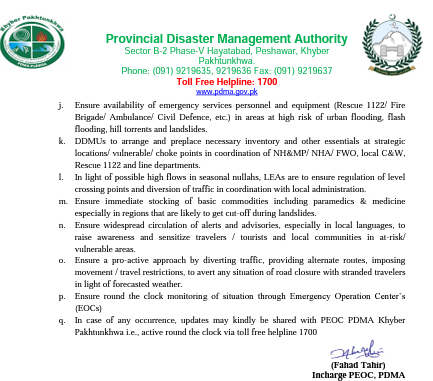 Khyber Pakhtunkhwa
Provincial Disaster Management Authority
Sector B-2 Phase-V Hayatabad, Peshawar, Khyber
Pakhtunkhwa.
Phone: (091) 9219635, 9219636 Fax: (091) 9219637
Toll Free Helpline: 1700
www.pdma.gov.pk
j. Ensure availability of emergency services personnel and equipment (Rescue 1122/ Fire
Brigade/ Ambulance/ Civil Defence, etc.) in areas at high risk of urban flooding, flash
flooding, hill torrents and landslides.
k. DDMUs to arrange and preplace necessary inventory and other essentials at strategic
locations/ vulnerable/ choke points in coordination of NH&MP/ NHA/ FWO, local C&W,
Rescue 1122 and line departments.
l. In light of possible high flows in seasonal nullahs, LEAs are to ensure regulation of level
crossing points and diversion of traffic in coordination with local administration.
m. Ensure immediate stocking of basic commodities including paramedics & medicine
especially in regions that are likely to get cut-off during landslides.
n. Ensure widespread circulation of alerts and advisories, especially in local languages, to
raise awareness and sensitize travelers / tourists and local communities in at-risk/
vulnerable areas.
o. Ensure a pro-active approach by diverting traffic, providing alternate routes, imposing
movement / travel restrictions, to avert any situation of road closure with stranded travelers
in light of forecasted weather.
p. Ensure round the clock monitoring of situation through Emergency Operation Center's
(EOCs)
q. In case of any occurrence, updates may kindly be shared with PEOC PDMA Khyber
Pakhtunkhwa i.e., active round the clock via toll free helpline 1700
(Fahad Tahir)
Incharge PEOC, PDMA